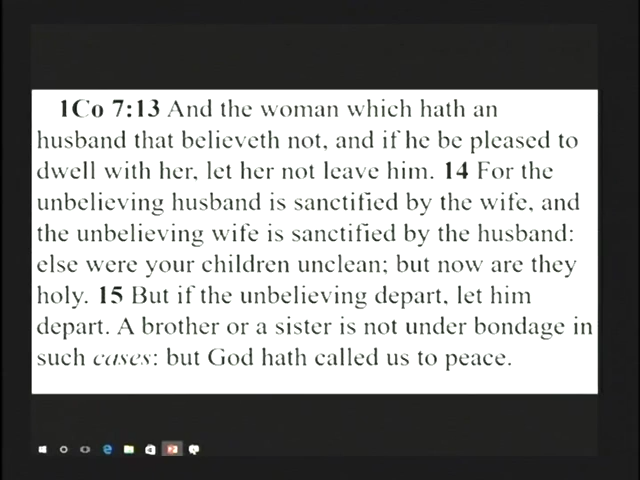 1Co 7:13 And the woman which hath an
husband that believeth not, and if he be pleased to
dwell with her, let her not leave him. 14 For the
unbelieving husband is sanctified by the wife, and
the unbelieving wife is sanctified by the husband:
else were your children unclean; but now are they
holy. 15 But if the unbelieving depart, let him
depart. A brother or a sister is not under bondage in
such cases: but God hath called us to peace.